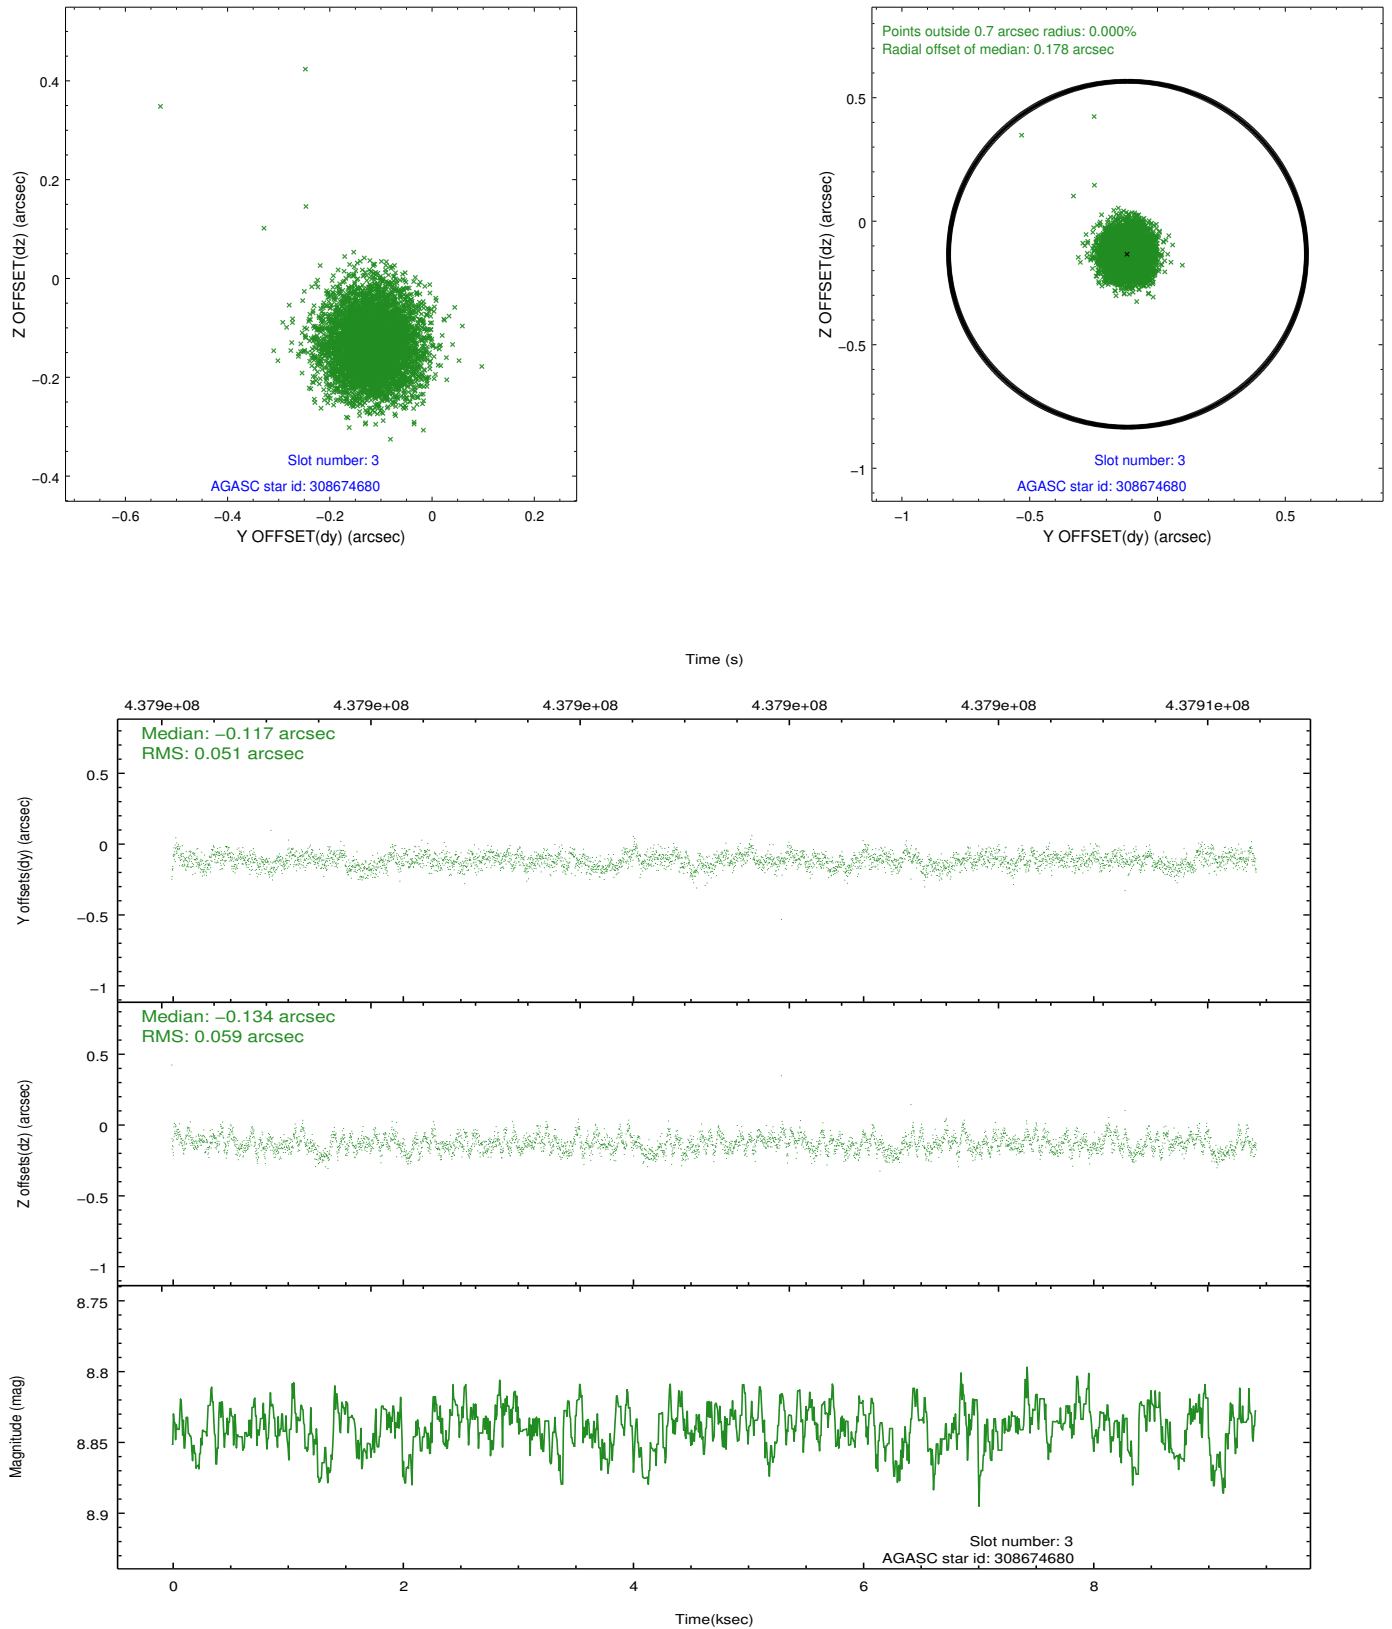 0.4
0.2
0
−0.2
−0.4
Z OFFSET(dz) (arcsec)
Slot number: 3
AGASC star id: 308674680
−0.6
−0.4
−0.2
0
0.2
Y OFFSET(dy) (arcsec)
Points outside 0.7 arcsec radius: 0.000%
Radial offset of median: 0.178 arcsec
0.5
0
−0.5
−1
Z OFFSET(dz) (arcsec)
Slot number: 3
AGASC star id: 308674680
−1
−0.5
0
0.5
Y OFFSET(dy) (arcsec)
Time (s)
4.379e+08
4.379e+08
4.379e+08
4.379e+08
4.379e+08
4.3791e+08
Median: −0.117 arcsec
RMS: 0.051 arcsec
0.5
0
−0.5
−1
Y offsets(dy) (arcsec)
Median: −0.134 arcsec
RMS: 0.059 arcsec
0.5
0
−0.5
−1
Z offsets(dz) (arcsec)
8.75
8.8
8.85
8.9
Magnitude (mag)
Slot number: 3
AGASC star id: 308674680
0
2
4
6
8
Time(ksec)